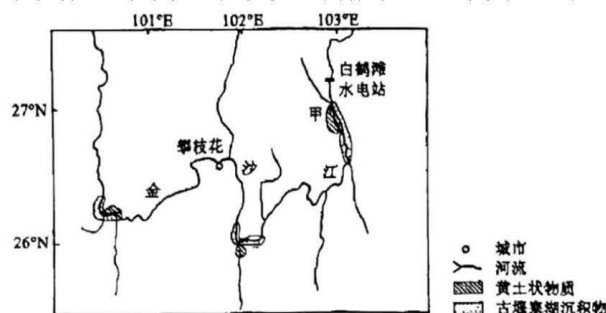 101°E 102°E 103°E
白鹤滩
水电站
27°N
甲
攀枝花
金 沙 江
26°N
城市
河流
黄土状物质
古堰塞湖沉积物